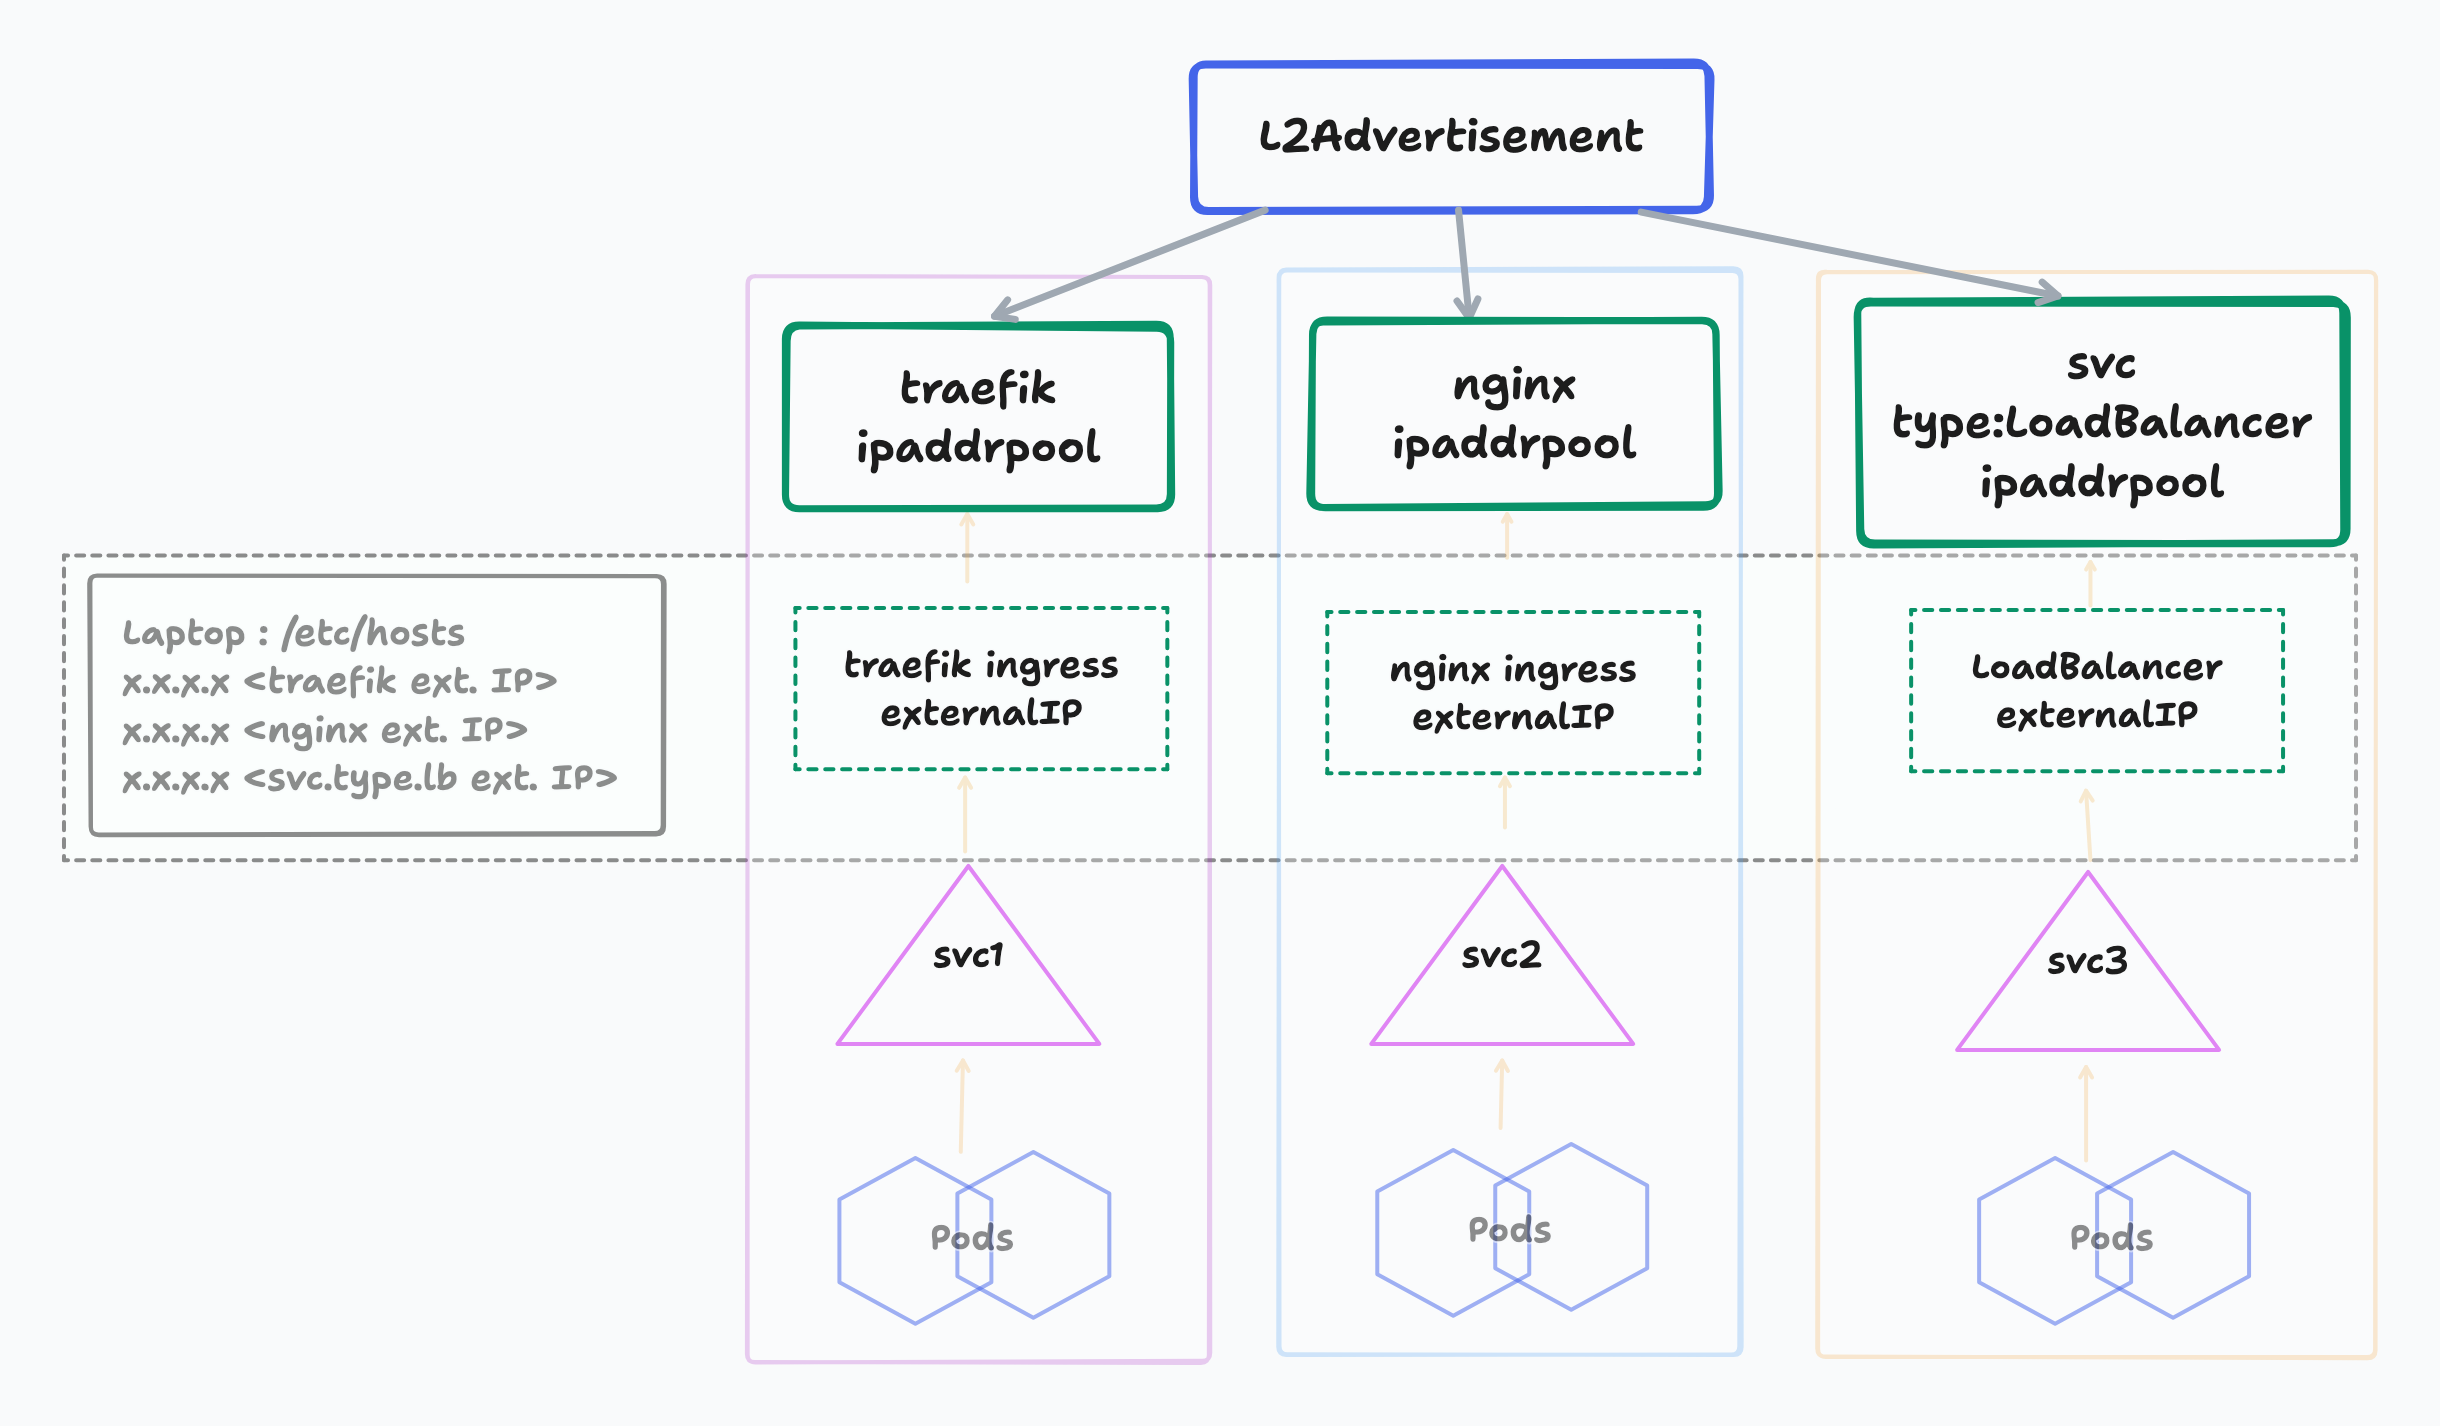 L2Advertisement
traefik
ipaddrpool
nginx
ipaddrpool
svc
type:LoadBalancer
ipaddrpool
Laptop : /etc/hosts
x.x.x.x <traefik ext. IP>
x.x.x.x <nginx ext. IP>
x.x.x.x <svc.type.lb ext. IP>
traefik ingress
externalIP
nginx ingress
externalIP
LoadBalancer
externalIP
svc1
svc2
svc3
Pods
Pods
Pods